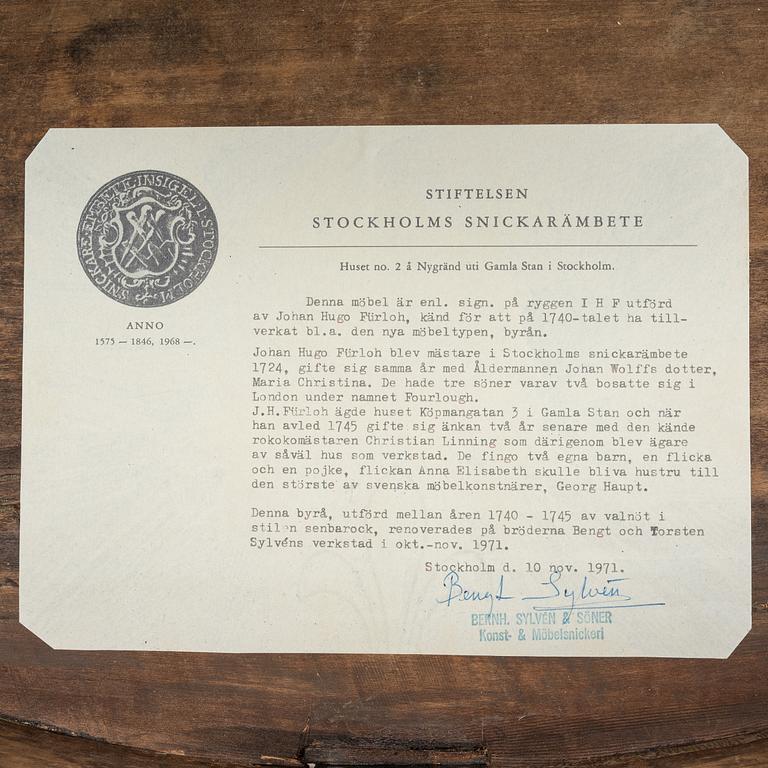 SNICKARE EMBETE INSIGEL I STOCKHOLM
STIFTELSEN
STOCKHOLMS SNICKARÄMBETE
Huset no. 2 å Nygränd uti Gamla Stan i Stockholm.
ANNO
1575 — 1846, 1968 —.
Denna möbel är enl. sign. på ryggen I H F utförd
av Johan Hugo Fürloh, känd för att på 1740-talet ha till-
verkat bl.a. den nya möbeltypen, byrån.
Johan Hugo Fürloh blev mästare i Stockholms snickarämbete
1724, gifte sig samma år med Åldermannen Johan Wolffs dotter,
Maria Christina. De hade tre söner varav två bosatte sig i
London under namnet Fourlough.
J.H.Fürloh ägde huset Köpmangatan 3 i Gamla Stan och när
han avled 1745 gifte sig änkan två år senare med den kände
rokokomästaren Christian Linning som därigenom blev ägare
av såväl hus som verkstad. De fingo två egna barn, en flicka
och en pojke, flickan Anna Elisabeth skulle bliva hustru till
den störste av svenska möbelkonstnärer, Georg Haupt.
Denna byrå, utförd mellan åren 1740 - 1745 av valnöt i
stilen senbarock, renoverades på bröderna Bengt och Torsten
Sylvéns verkstad i okt.-nov. 1971.
Stockholm d. 10 nov. 1971.
Bengt Sylvén
BERNH. SYLVÉN & SÖNER
Konst- & Möbelsnickeri